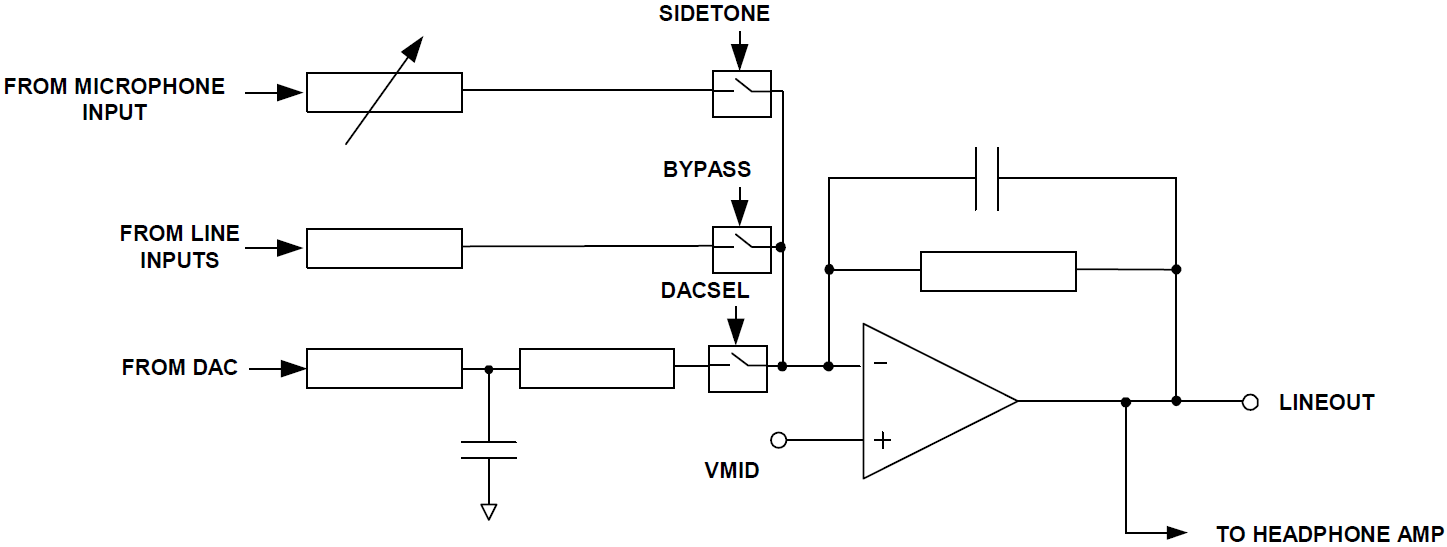 SIDETONE
FROM MICROPHONE
INPUT
BYPASS
FROM LINE
INPUTS
DACSEL
FROM DAC
−
+
VMID
LINEOUT
TO HEADPHONE AMP